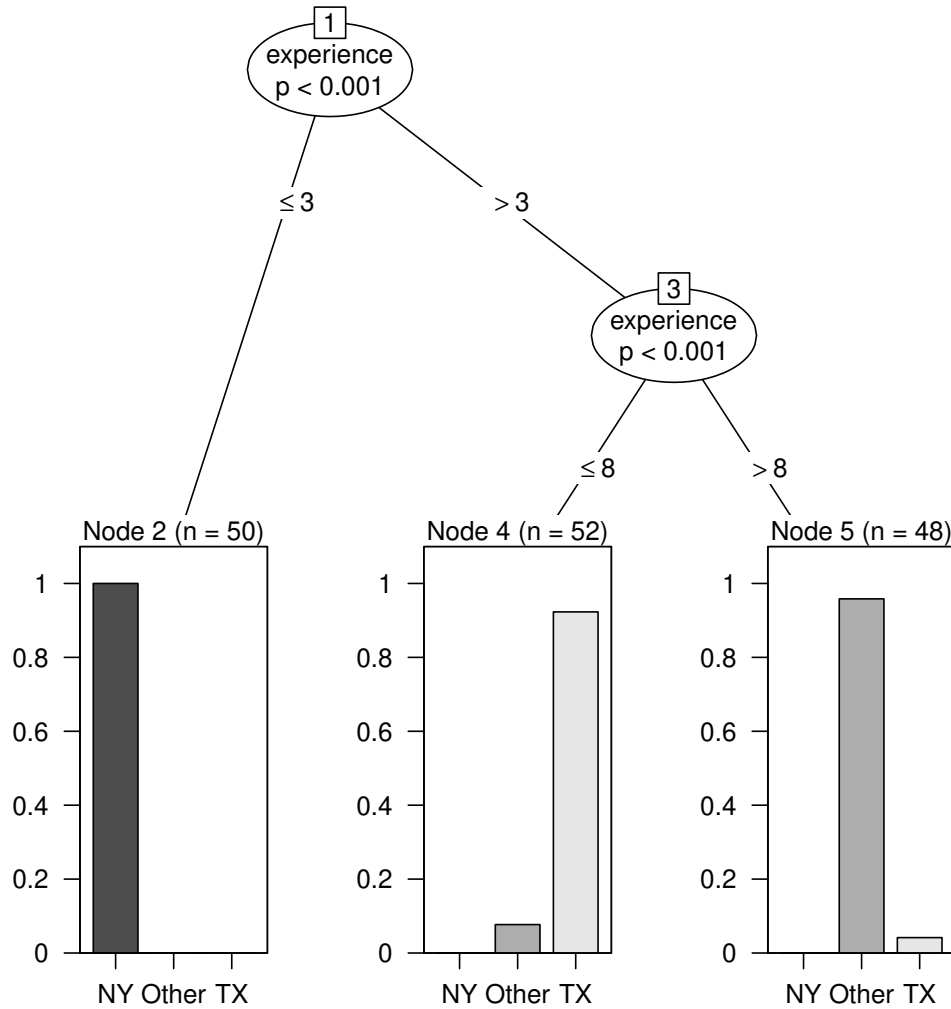 1
experience
p < 0.001
≤ 3
> 3
3
experience
p < 0.001
≤ 8
> 8
Node 2 (n = 50)
1
0.8
0.6
0.4
0.2
0
NY Other TX
Node 4 (n = 52)
1
0.8
0.6
0.4
0.2
0
NY Other TX
Node 5 (n = 48)
1
0.8
0.6
0.4
0.2
0
NY Other TX